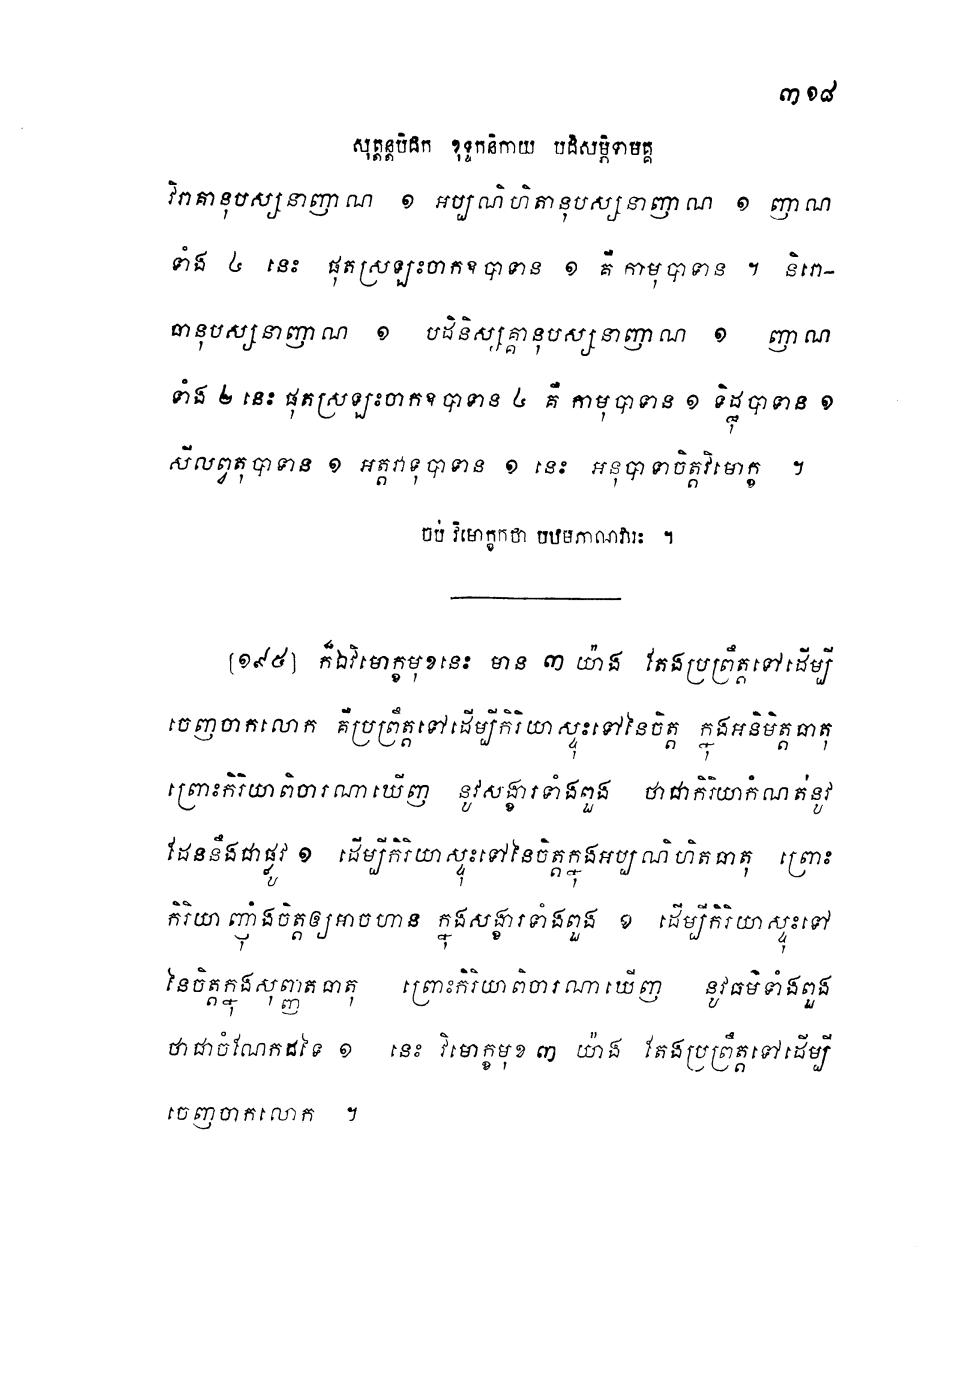 ៣១៨
សុត្តន្តបិដក ខុទ្ទកនិកាយ បដិសម្ភិទាមគ្គ
វិរាគានុបស្សនាញាណ ១ អប្បណិហិតានុបស្សនាញាណ ១ ញាណ
ទាំង ៤ នេះ ផុតស្រឡះចាកឧបាទាន ១ គឺ កាមុបាទាន ។ និរោ-
ធានុបស្សនាញាណ ១ បដិនិស្សគ្គានុបស្សនាញាណ ១ ញាណ
ទាំង ២ នេះ ផុតស្រឡះចាកឧបាទាន ៤ គឺ កាមុបាទាន ១ ទិដ្ឋុបាទាន ១
សីលព្វតុបាទាន ១ អត្តវាទុបាទាន ១ នេះ អនុបាទាចិត្តវិមោក្ខ ។
ចប់ វិមោក្ខកថា បឋមភាណវារៈ ។
[១៩៥] ក៏ឯវិមោក្ខមុខនេះ មាន ៣ យ៉ាង តែងប្រព្រឹត្តទៅដើម្បី
ចេញចាកលោក គឺប្រព្រឹត្តទៅដើម្បីកិរិយាស្ទុះទៅនៃចិត្ត ក្នុងអនិមិត្តធាតុ
ព្រោះកិរិយាពិចារណាឃើញ នូវសង្ខារទាំងពួង ថាជាកិរិយាកំណត់នូវ
ដែននឹងជាផ្លូវ ១ ដើម្បីកិរិយាស្ទុះទៅនៃចិត្តក្នុងអប្បណិហិតធាតុ ព្រោះ
កិរិយាញ៉ាំងចិត្តឲ្យអាចហាន ក្នុងសង្ខារទាំងពួង ១ ដើម្បីកិរិយាស្ទុះទៅ
នៃចិត្តក្នុងសុញ្ញតធាតុ ព្រោះកិរិយាពិចារណាឃើញ នូវធម៌ទាំងពួង
ថាជាចំណែកដទៃ ១ នេះ វិមោក្ខមុខ ៣ យ៉ាង តែងប្រព្រឹត្តទៅដើម្បី
ចេញចាកលោក ។